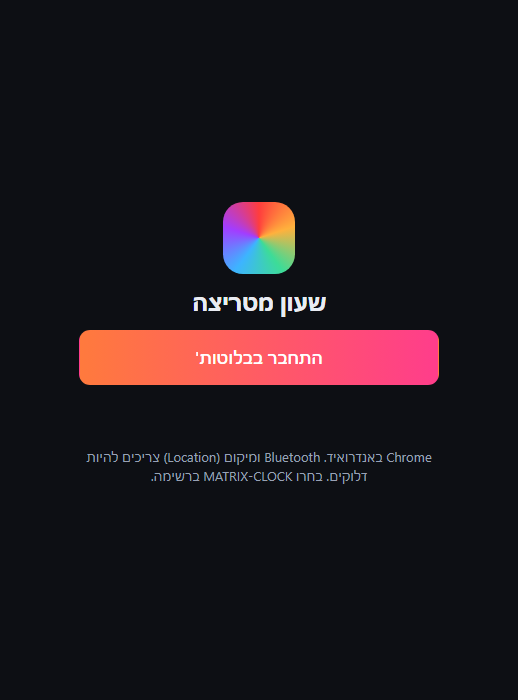 שעון מטריצה
התחבר בבלוטות'
Chrome באנדרואיד. Bluetooth ומיקום (Location) צריכים להיות
דלוקים. בחרו MATRIX-CLOCK ברשימה.